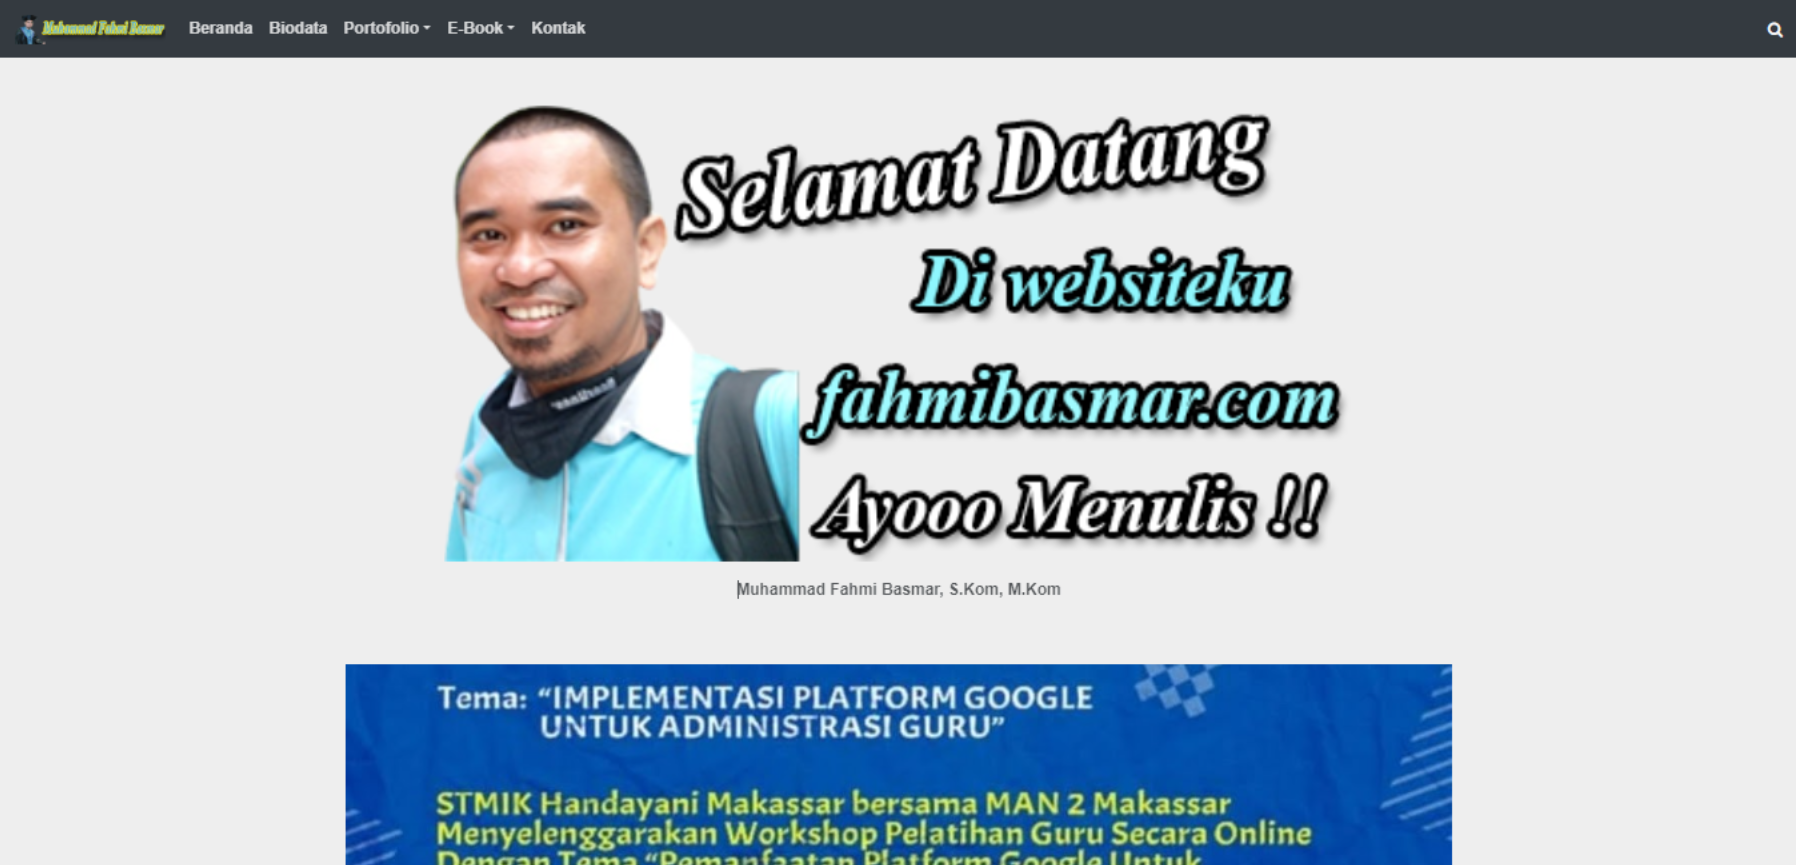 Muhammad Fahmi Basmar Beranda Biodata Portofolio E-Book Kontak
Selamat Datang
Di websiteku
fahmibasmar.com
Ayooo Menulis !!
Muhammad Fahmi Basmar, S.Kom, M.Kom
Tema: “IMPLEMENTASI PLATFORM GOOGLE
UNTUK ADMINISTRASI GURU”
STMIK Handayani Makassar bersama MAN 2 Makassar
Menyelenggarakan Workshop Pelatihan Guru Secara Online
Dengan Tema “Pemanfaatan Platform Google Untuk